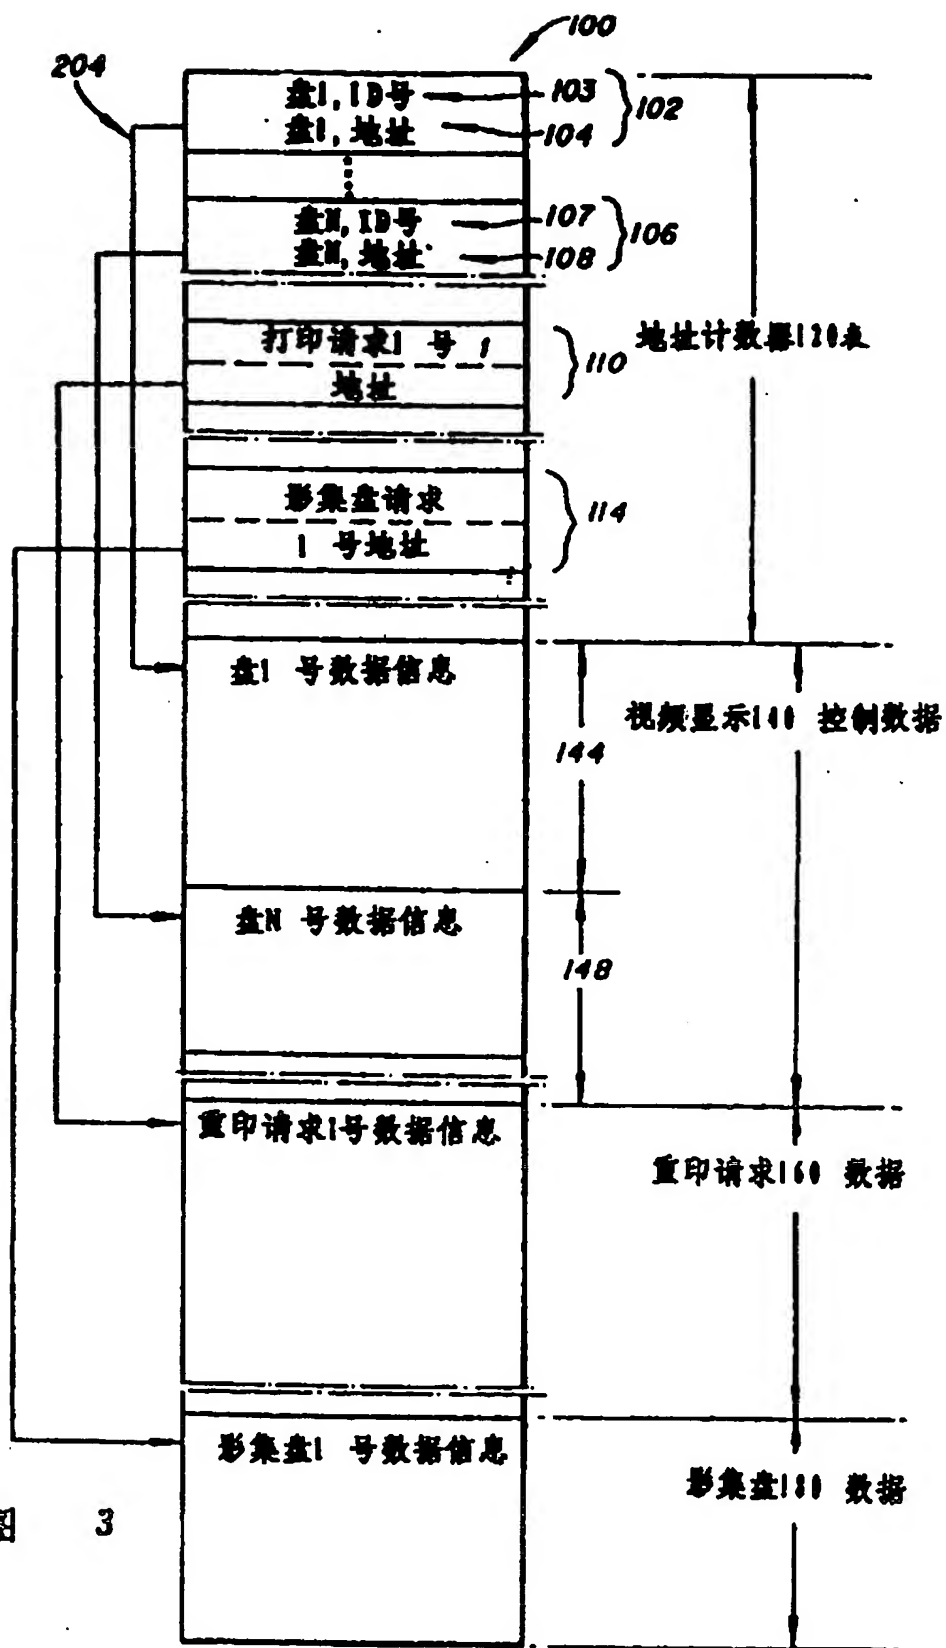 100
204
盘1, ID号
103
102
盘1, 地址
104
盘N, ID号
107
106
盘N, 地址
108
打印请求1 号 1
地址
110
地址计数据120表
影集盘请求
1 号地址
114
盘1 号数据信息
视频显示140 控制数据
144
盘N 号数据信息
148
重印请求1号数据信息
重印请求160 数据
影集盘1 号数据信息
影集盘180 数据
图 3